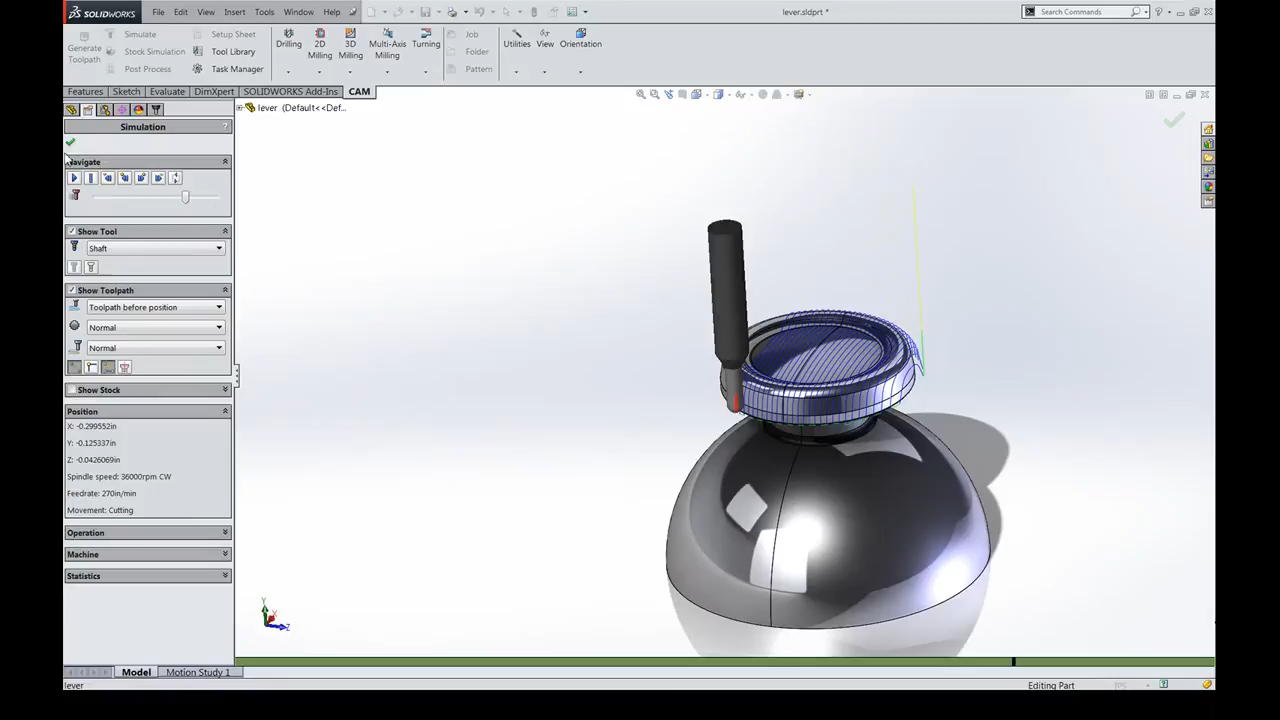 SOLIDWORKS File Edit View Insert Tools Window Help lever.sldprt * Search Commands
Generate Toolpath
Simulate Setup Sheet
Stock Simulation Tool Library
Post Process Task Manager
Drilling
2D Milling
3D Milling
Multi-Axis Milling
Turning
Job
Folder
Pattern
Utilities
View
Orientation
Features Sketch Evaluate DimXpert SOLIDWORKS Add-Ins CAM
lever (Default<<Def...
Simulation ?
Navigate
Show Tool
Shaft
Show Toolpath
Toolpath before position
Normal
Normal
Show Stock
Position
X: -0.299552in
Y: -0.125337in
Z: -0.0426069in
Spindle speed: 36000rpm CW
Feedrate: 270in/min
Movement: Cutting
Operation
Machine
Statistics
Y
X
Z
Model Motion Study 1
lever Editing Part